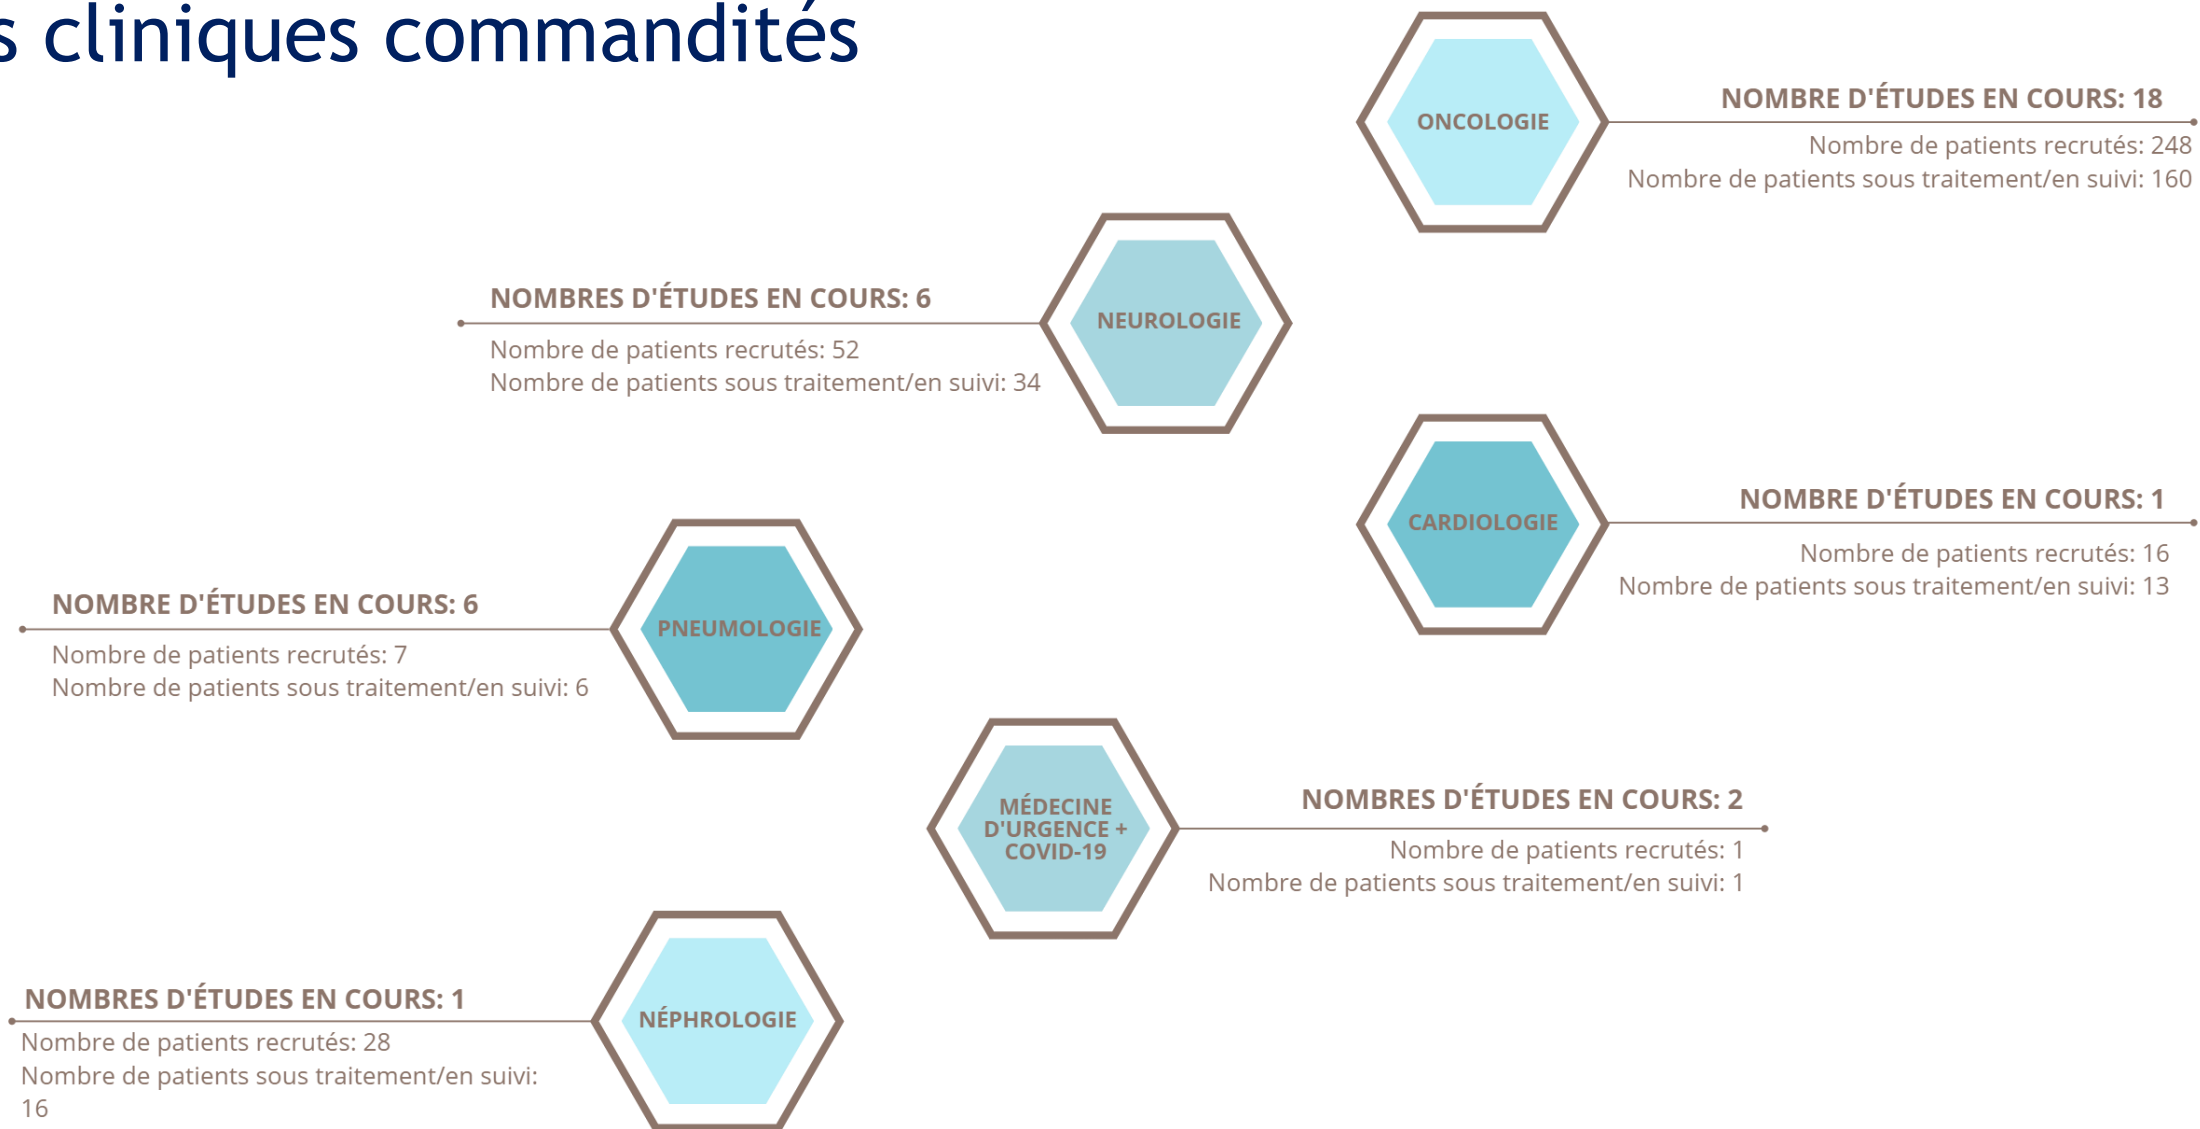 s cliniques commandités
ONCOLOGIE
NOMBRE D'ÉTUDES EN COURS: 18
Nombre de patients recrutés: 248
Nombre de patients sous traitement/en suivi: 160
NOMBRES D'ÉTUDES EN COURS: 6
Nombre de patients recrutés: 52
Nombre de patients sous traitement/en suivi: 34
NEUROLOGIE
CARDIOLOGIE
NOMBRE D'ÉTUDES EN COURS: 1
Nombre de patients recrutés: 16
Nombre de patients sous traitement/en suivi: 13
NOMBRE D'ÉTUDES EN COURS: 6
Nombre de patients recrutés: 7
Nombre de patients sous traitement/en suivi: 6
PNEUMOLOGIE
MÉDECINE
D'URGENCE +
COVID-19
NOMBRES D'ÉTUDES EN COURS: 2
Nombre de patients recrutés: 1
Nombre de patients sous traitement/en suivi: 1
NOMBRES D'ÉTUDES EN COURS: 1
Nombre de patients recrutés: 28
Nombre de patients sous traitement/en suivi:
16
NÉPHROLOGIE